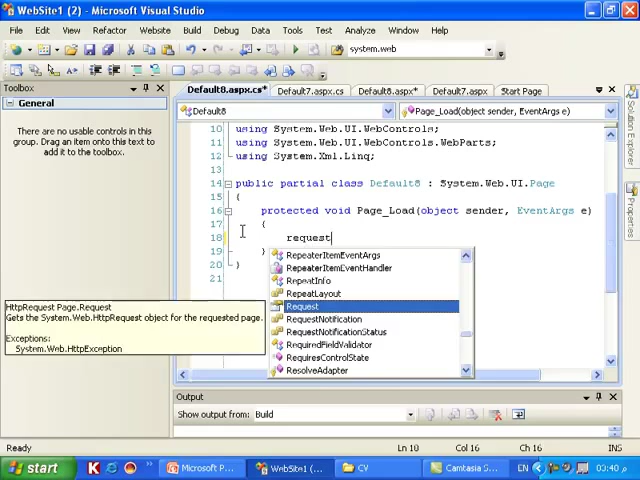 WebSite1 (2) - Microsoft Visual Studio
File Edit View Refactor Website Build Debug Data Tools Test Analyze Window Help
system.web
Toolbox
General
There are no usable controls in this
group. Drag an item onto this text to
add it to the toolbox.
Default8.aspx.cs* Default7.aspx.cs Default8.aspx* Default7.aspx Start Page
Default8 Page_Load(object sender, EventArgs e)
10 using System.Web.UI.WebControls;
11 using System.Web.UI.WebControls.WebParts;
12 using System.Xml.Linq;
13
14 public partial class Default8 : System.Web.UI.Page
15 {
16 protected void Page_Load(object sender, EventArgs e)
17 {
18 request
19 }
20 }
21
RepeaterItemEventArgs
RepeaterItemEventHandler
RepeatInfo
RepeatLayout
Request
RequestNotification
RequestNotificationStatus
RequiredFieldValidator
RequiresControlState
ResolveAdapter
HttpRequest Page.Request
Gets the System.Web.HttpRequest object for the requested page.
Exceptions:
System.Web.HttpException
Solution Explorer
Properties
Output
Show output from: Build
Ready Ln 10 Col 16 Ch 16 INS
start Microsoft P... WebSite1 (... CV Camtasia S... EN 03:40 م